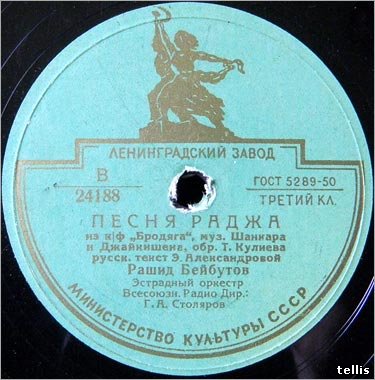 ЛЕНИНГРАДСКИЙ ЗАВОД
В
24188
ГОСТ 5289-50
ТРЕТИЙ КЛ.
ПЕСНЯ РАДЖА
из к|ф „Бродяга“, муз. Шанкара
и Джайкишена, обр. Т. Кулиева
русск. текст Э. Александровой
Рашид Бейбутов
Эстрадный оркестр
Всесоюзн. Радио Дир.:
Г. А. Столяров
МИНИСТЕРСТВО КУЛЬТУРЫ СССР
tellis